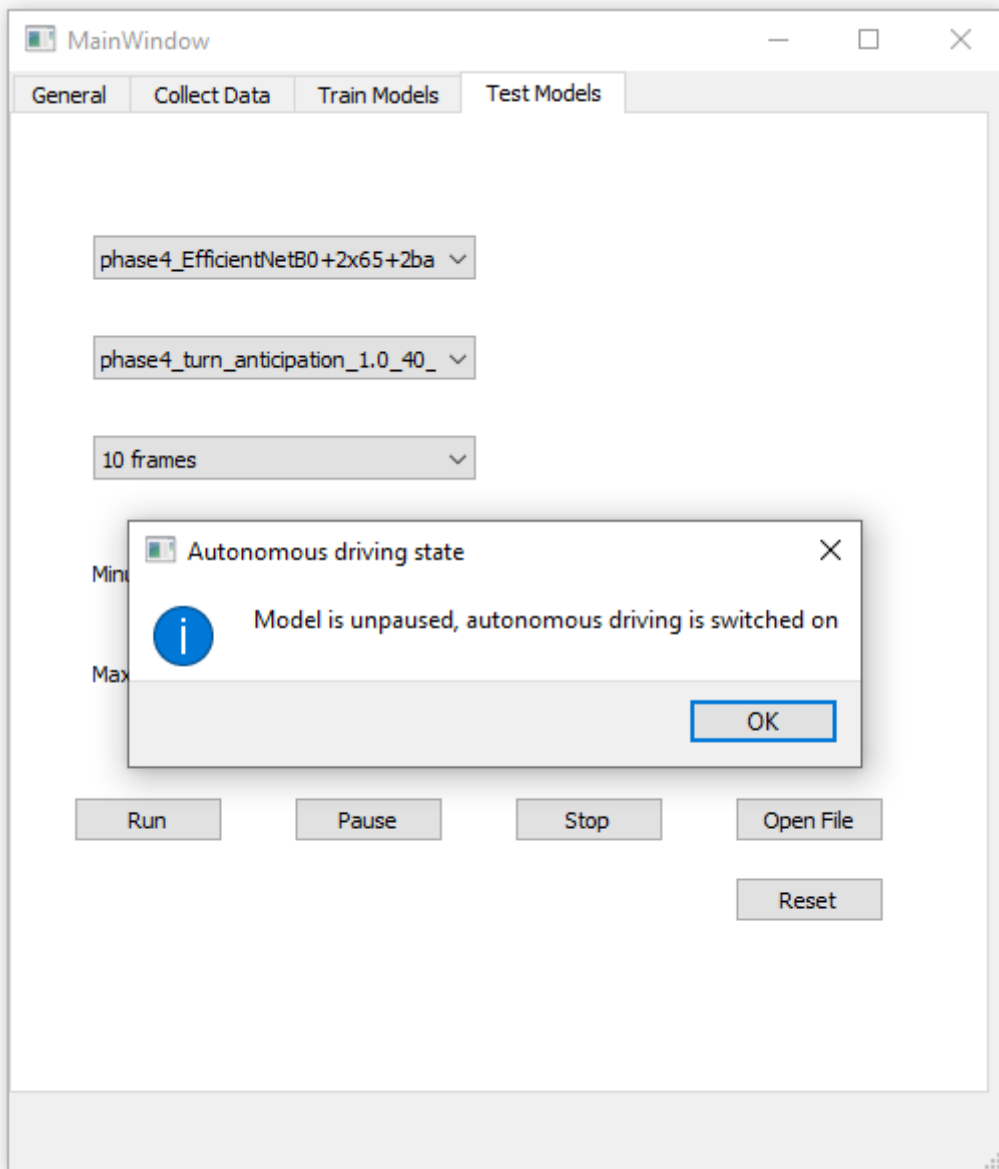 MainWindow
General Collect Data Train Models Test Models
phase4_EfficientNetB0+2x65+2ba
phase4_turn_anticipation_1.0_40_
10 frames
Autonomous driving state
Model is unpaused, autonomous driving is switched on
Max
OK
Run Pause Stop Open File
Reset